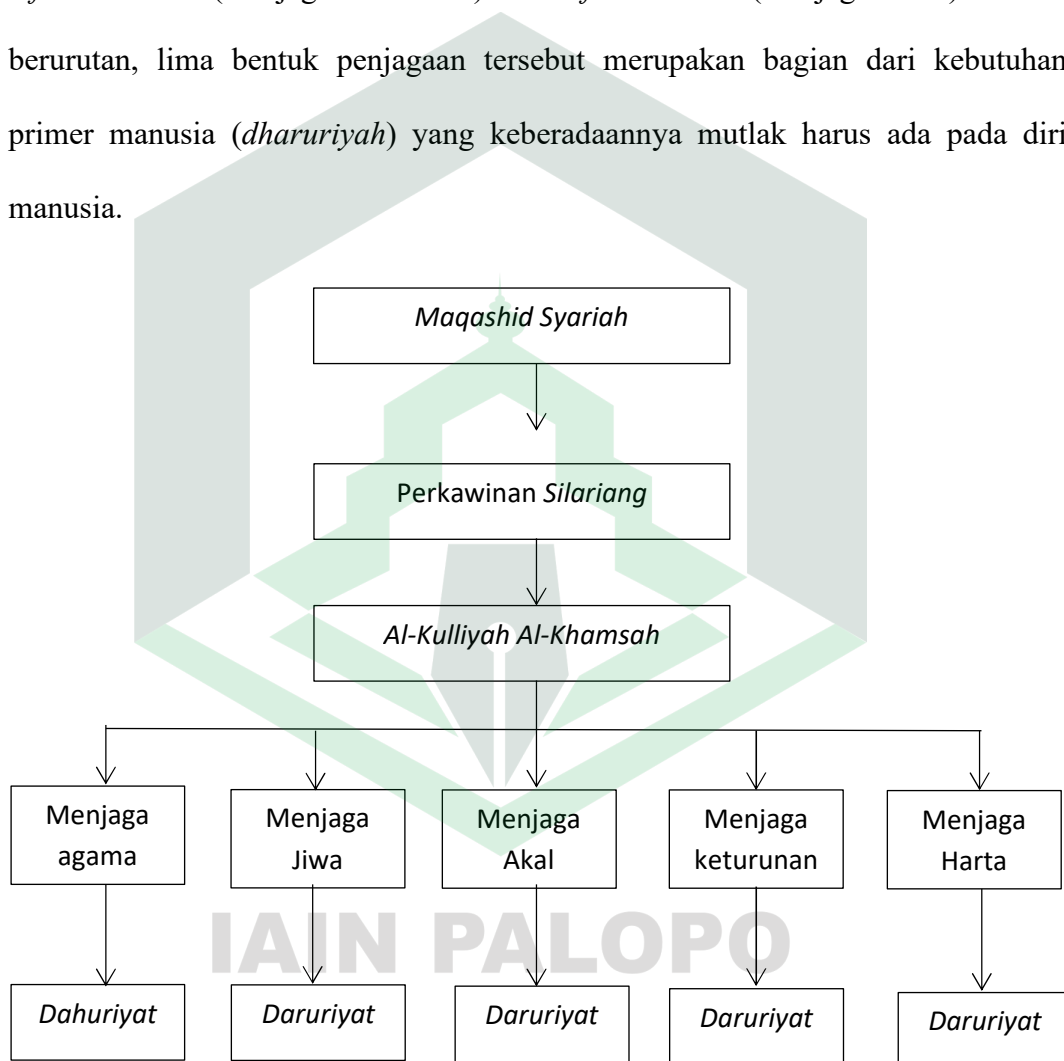 berurutan, lima bentuk penjagaan tersebut merupakan bagian dari kebutuhan
primer manusia (dharuriyah) yang keberadaannya mutlak harus ada pada diri
manusia.
Maqashid Syariah
Perkawinan Silariang
Al-Kulliyah Al-Khamsah
Menjaga
agama
Menjaga
Jiwa
Menjaga
Akal
Menjaga
keturunan
Menjaga
Harta
IAIN PALOPO
Dahuriyat
Daruriyat
Daruriyat
Daruriyat
Daruriyat